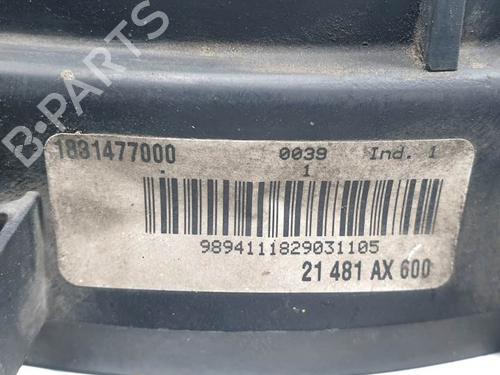 B-PARTS
1831477000 0039 Ind. 1
1
9894111829031105
21 481 AX 600